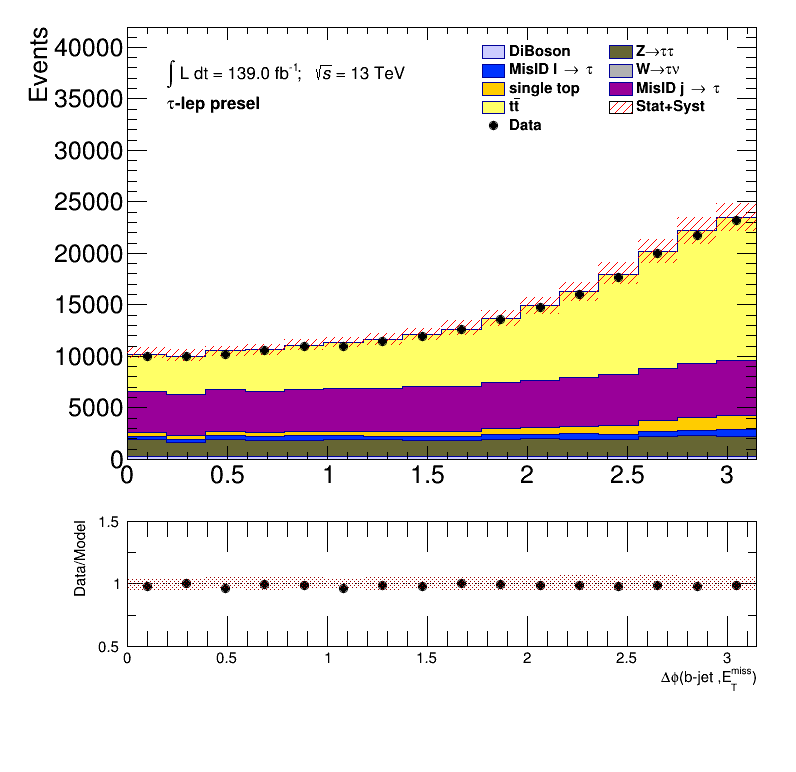 Events
40000
35000
30000
25000
20000
15000
10000
5000
0
∫ L dt = 139.0 fb⁻¹; √s = 13 TeV
τ-lep presel
DiBoson
MisID l → τ
single top
tt̄
Data
Z→ττ
W→τν
MisID j → τ
Stat+Syst
0 0.5 1 1.5 2 2.5 3
Data/Model
1.5
1
0.5
0 0.5 1 1.5 2 2.5 3
Δϕ(b-jet ,E_T^miss)